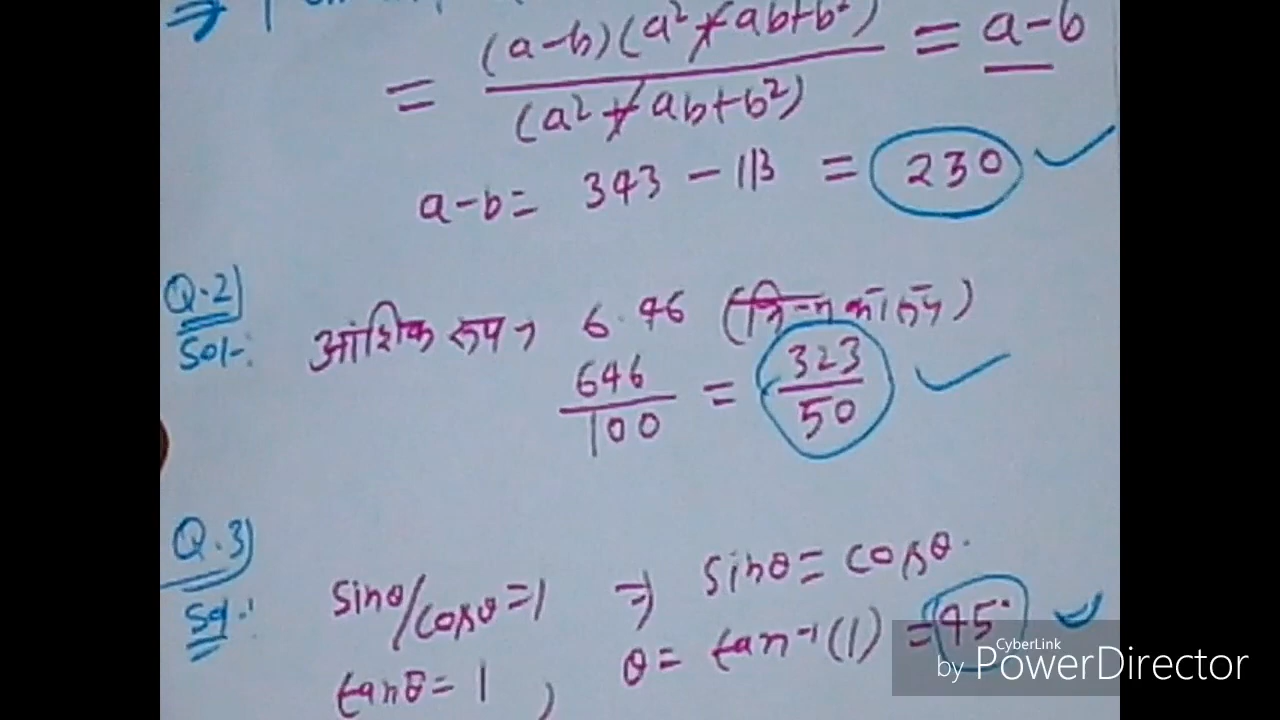 = (a-b)(a²+ab+b²) / (a²+ab+b²) = a-b
a-b = 343 - 113 = 230
Q.2)
Sol-: आंशिक रूप 6.46
646/100 = 323/50
Q.3)
Sol.: sinθ/cosθ = 1 ⇒ sinθ = cosθ.
tanθ = 1 , θ = tan⁻¹(1) = 45°
CyberLink
by PowerDirector